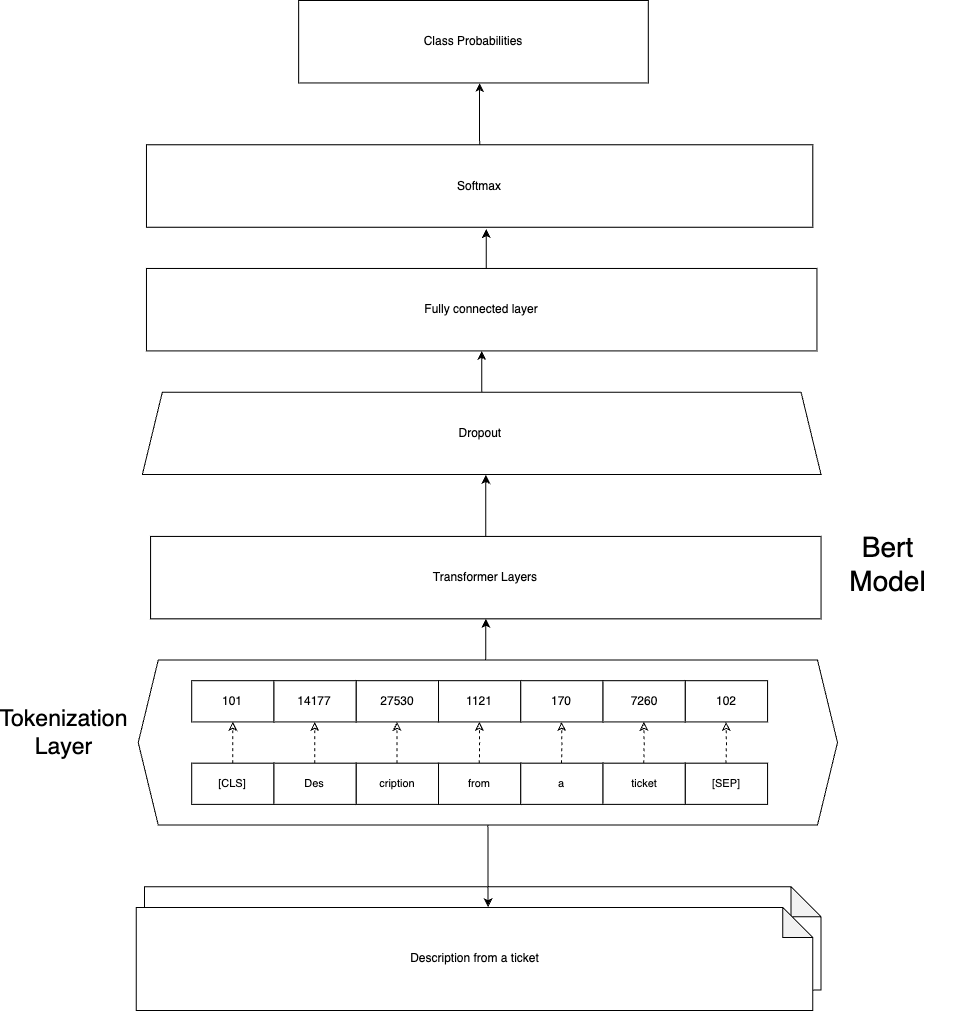 Class Probabilities
Softmax
Fully connected layer
Dropout
Transformer Layers
Bert
Model
Tokenization
Layer
101 14177 27530 1121 170 7260 102
[CLS] Des cription from a ticket [SEP]
Description from a ticket